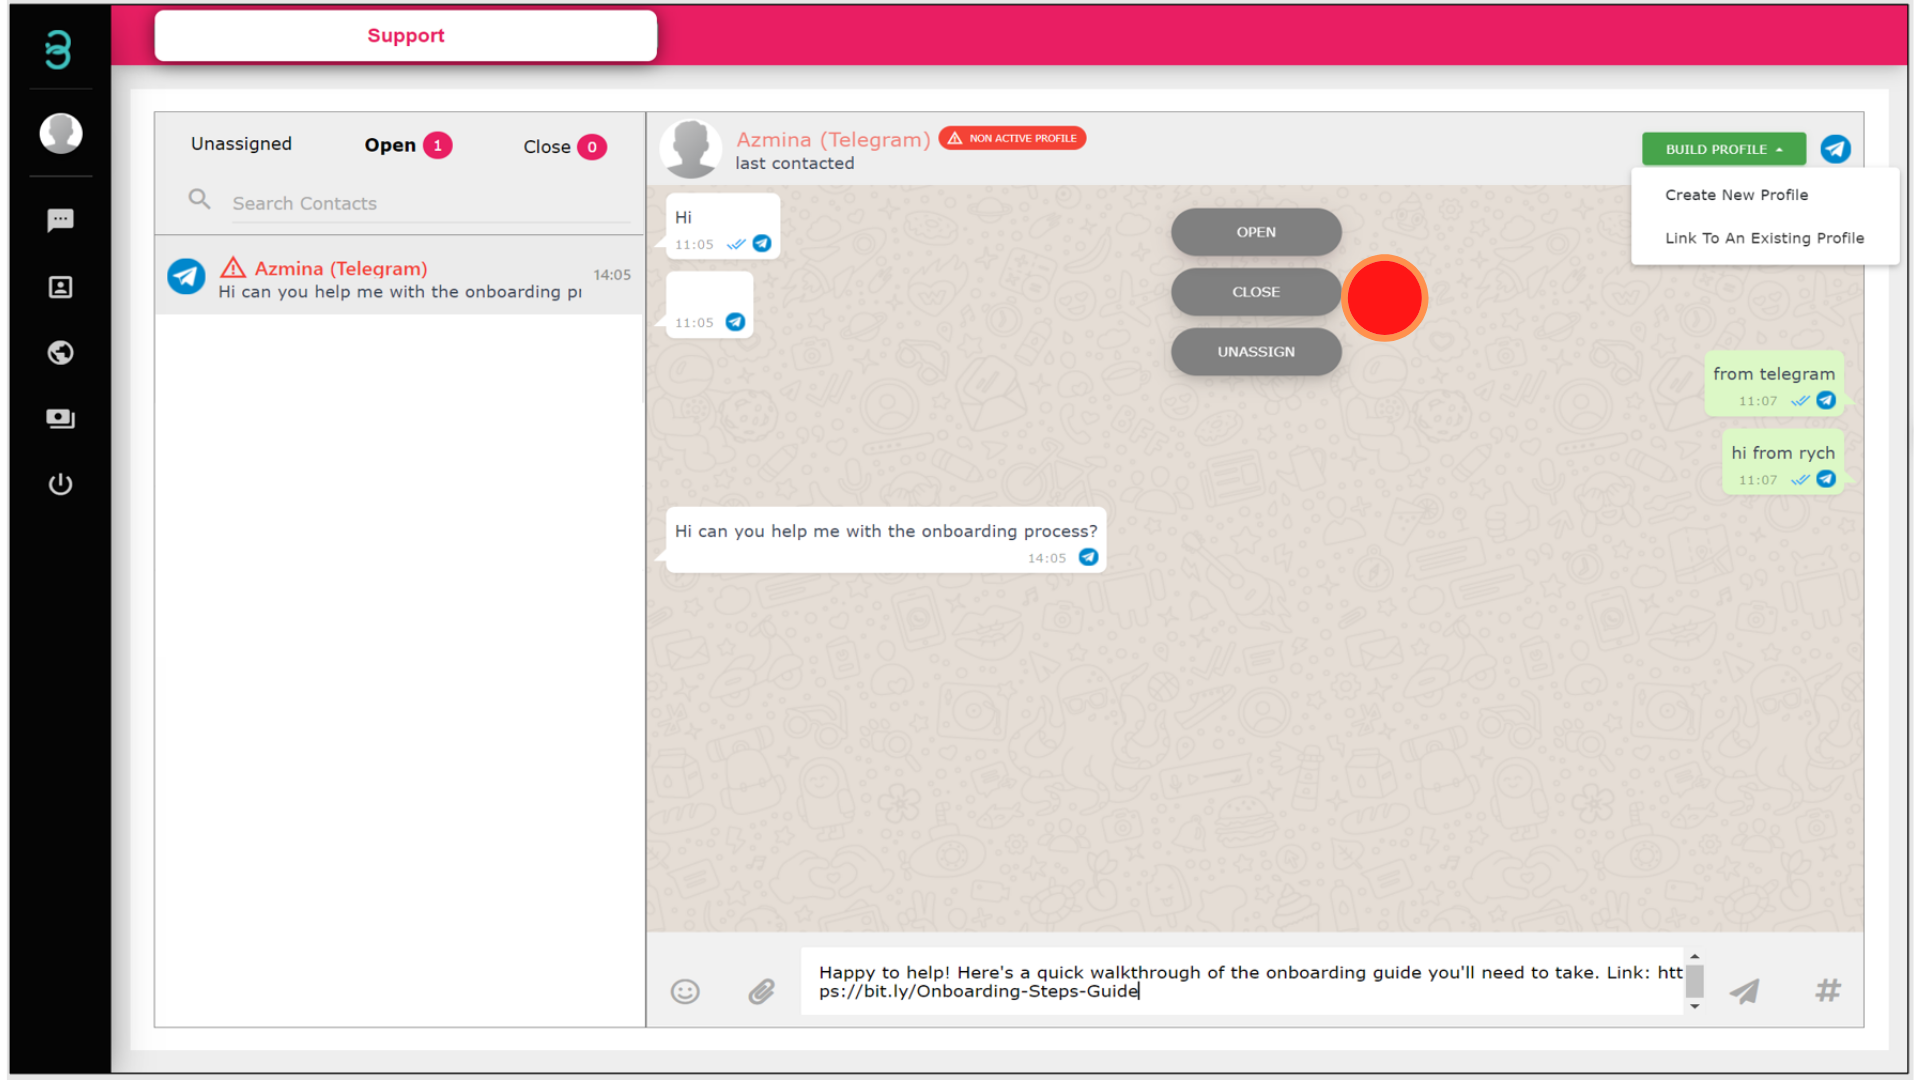 Support
Unassigned
Open 1
Close 0
Search Contacts
Azmina (Telegram)
14:05
Hi can you help me with the onboarding pr
Azmina (Telegram)
NON ACTIVE PROFILE
last contacted
BUILD PROFILE
Create New Profile
Link To An Existing Profile
Hi
11:05
11:05
OPEN
CLOSE
UNASSIGN
from telegram
11:07
hi from rych
11:07
Hi can you help me with the onboarding process?
14:05
Happy to help! Here's a quick walkthrough of the onboarding guide you'll need to take. Link: htt
ps://bit.ly/Onboarding-Steps-Guide
#